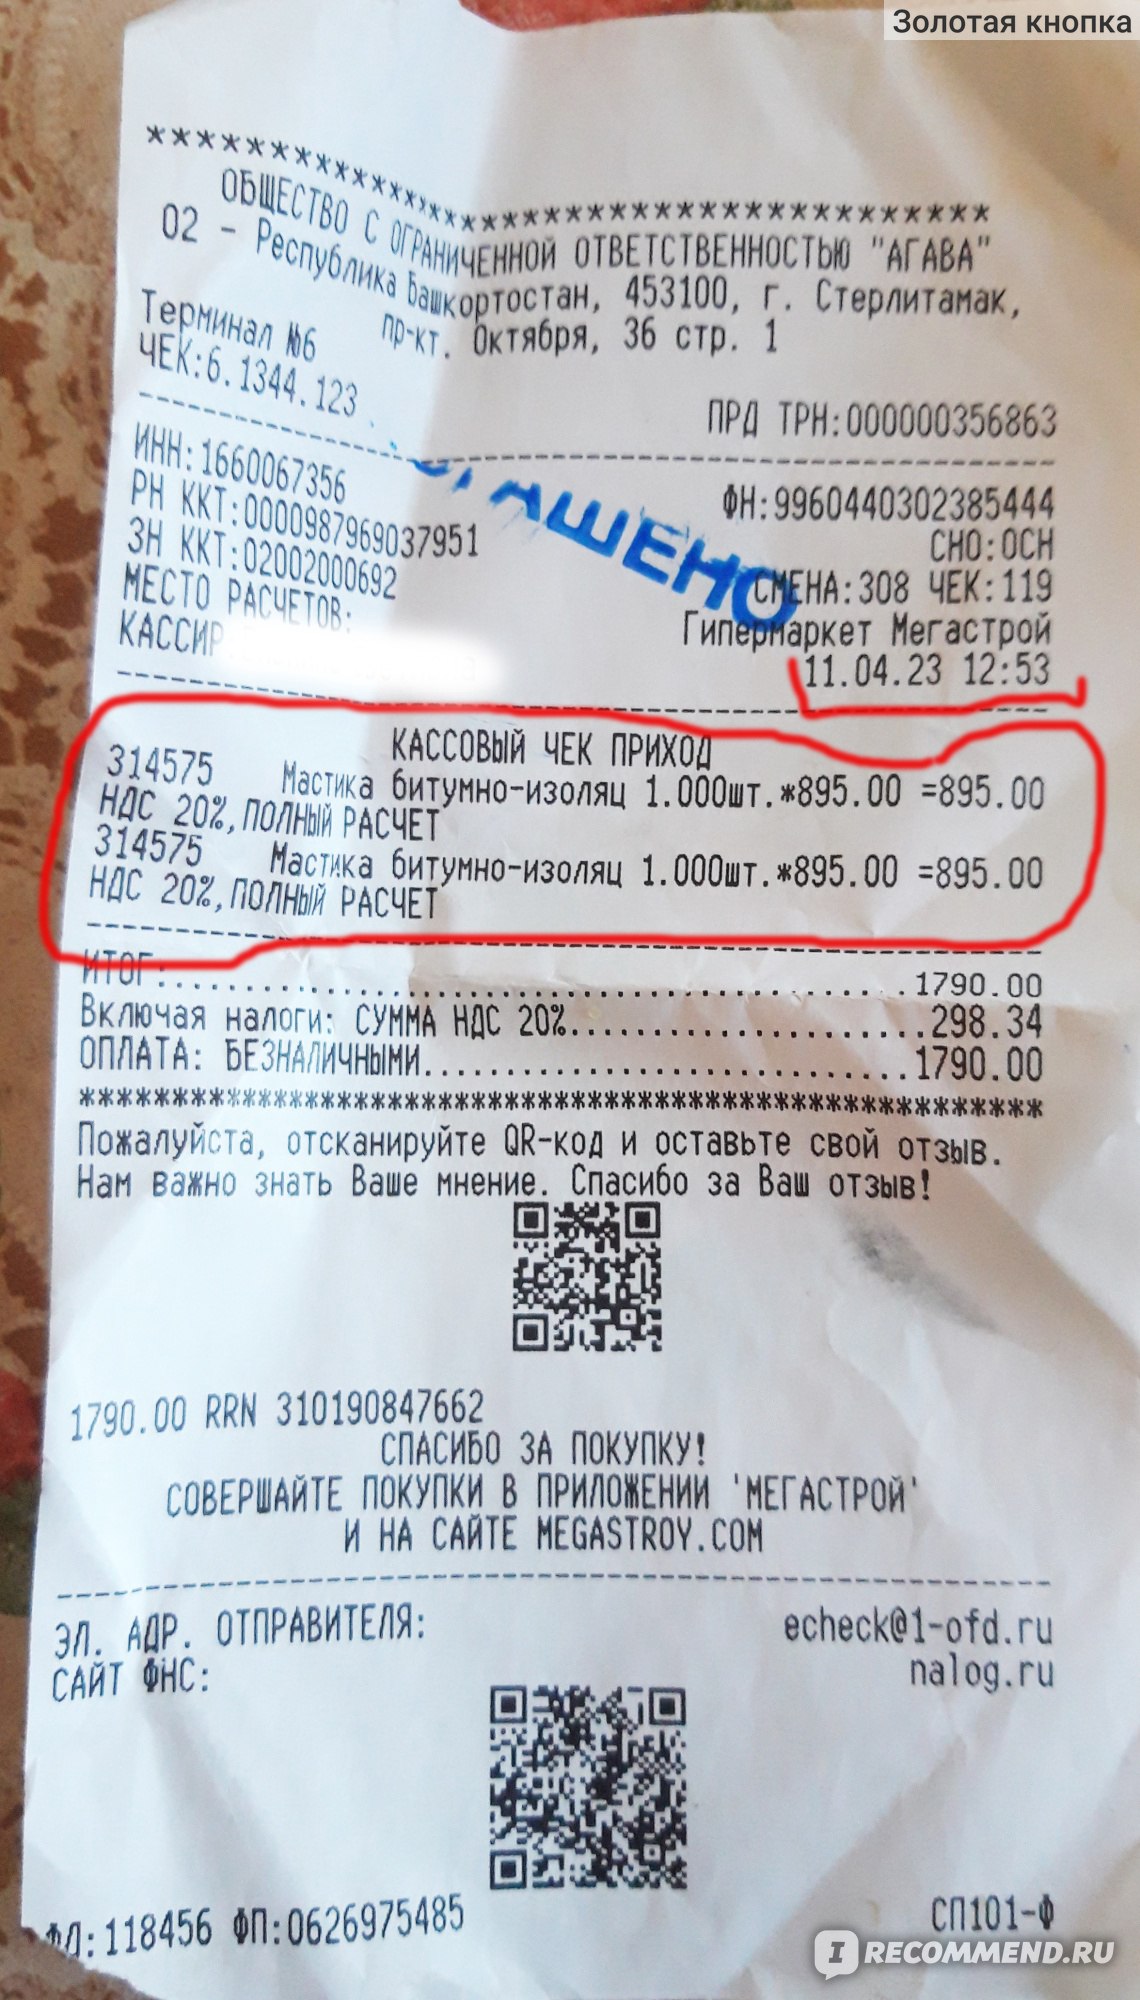 Золотая кнопка
****************************************
ОБЩЕСТВО С ОГРАНИЧЕННОЙ ОТВЕТСТВЕННОСТЬЮ "АГАВА"
02 - Республика Башкортостан, 453100, г. Стерлитамак,
пр-кт. Октября, 36 стр. 1
Терминал №6
ЧЕК:6.1344.123
ПРД ТРН:000000356863
ИНН:1660067356 ФН:9960440302385444
РН ККТ:0000987969037951 СНО:ОСН
ЗН ККТ:02002000692 СМЕНА:308 ЧЕК:119
МЕСТО РАСЧЕТОВ: Гипермаркет Мегастрой
КАССИР 11.04.23 12:53
КАССОВЫЙ ЧЕК ПРИХОД
314575 Мастика битумно-изоляц 1.000шт.*895.00 =895.00
НДС 20%,ПОЛНЫЙ РАСЧЕТ
314575 Мастика битумно-изоляц 1.000шт.*895.00 =895.00
НДС 20%,ПОЛНЫЙ РАСЧЕТ
ИТОГ:..........................................1790.00
Включая налоги: СУММА НДС 20%......................298.34
ОПЛАТА: БЕЗНАЛИЧНЫМИ..............................1790.00
****************************************
Пожалуйста, отсканируйте QR-код и оставьте свой отзыв.
Нам важно знать Ваше мнение. Спасибо за Ваш отзыв!
1790.00 RRN 310190847662
СПАСИБО ЗА ПОКУПКУ!
СОВЕРШАЙТЕ ПОКУПКИ В ПРИЛОЖЕНИИ 'МЕГАСТРОЙ'
И НА САЙТЕ MEGASTROY.COM
ЭЛ. АДР. ОТПРАВИТЕЛЯ: echeck@1-ofd.ru
САЙТ ФНС: nalog.ru
ФД:118456 ФП:0626975485 СП101-Ф
IRECOMMEND.RU